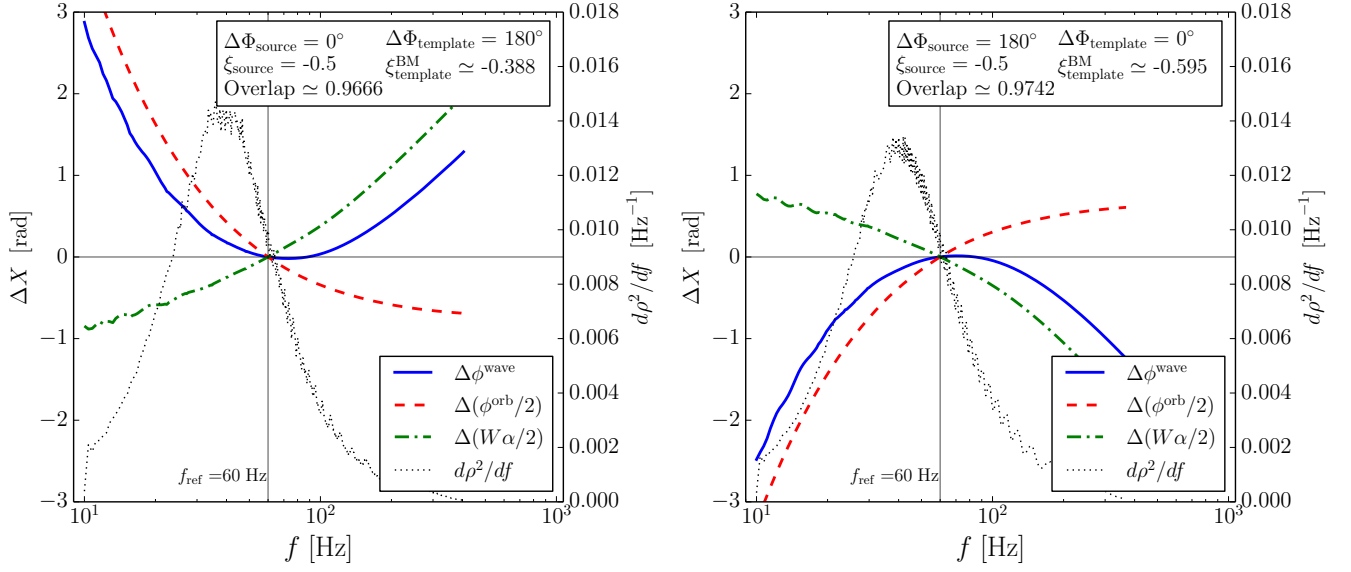 3
2
1
0
−1
−2
−3
ΔX [rad]
ΔΦsource = 0° ΔΦtemplate = 180°
ξsource = -0.5 ξ^BM_template ≃ -0.388
Overlap ≃ 0.9666
Δϕ^wave
Δ(ϕ^orb/2)
Δ(Wα/2)
dρ²/df
f_ref =60 Hz
10¹ 10² 10³
f [Hz]
0.018
0.016
0.014
0.012
0.010
0.008
0.006
0.004
0.002
0.000
dρ²/df [Hz⁻¹]
3
2
1
0
−1
−2
−3
ΔX [rad]
ΔΦsource = 180° ΔΦtemplate = 0°
ξsource = -0.5 ξ^BM_template ≃ -0.595
Overlap ≃ 0.9742
Δϕ^wave
Δ(ϕ^orb/2)
Δ(Wα/2)
dρ²/df
f_ref =60 Hz
10¹ 10² 10³
f [Hz]
0.018
0.016
0.014
0.012
0.010
0.008
0.006
0.004
0.002
0.000
dρ²/df [Hz⁻¹]